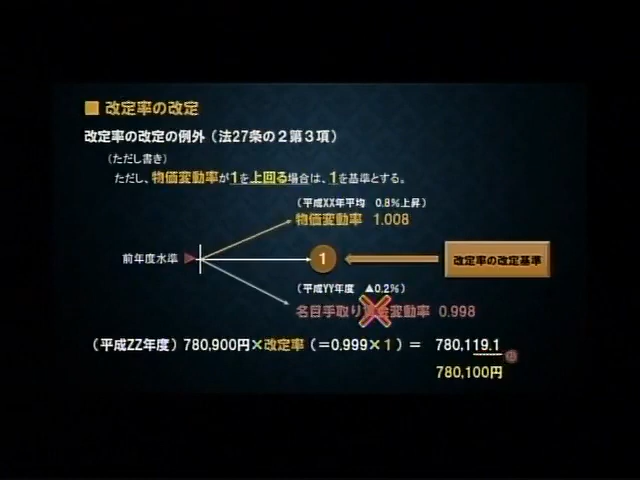 ■ 改定率の改定
改定率の改定の例外（法27条の２第３項）
（ただし書き）
ただし、物価変動率が1を上回る場合は、1を基準とする。
（平成XX年平均　0.8%上昇）
物価変動率　1.008
前年度水準
1
改定率の改定基準
（平成YY年度　▲0.2%）
名目手取り賃金変動率　0.998
（平成ZZ年度）780,900円×改定率（＝0.999×１）＝　780,119.1
780,100円